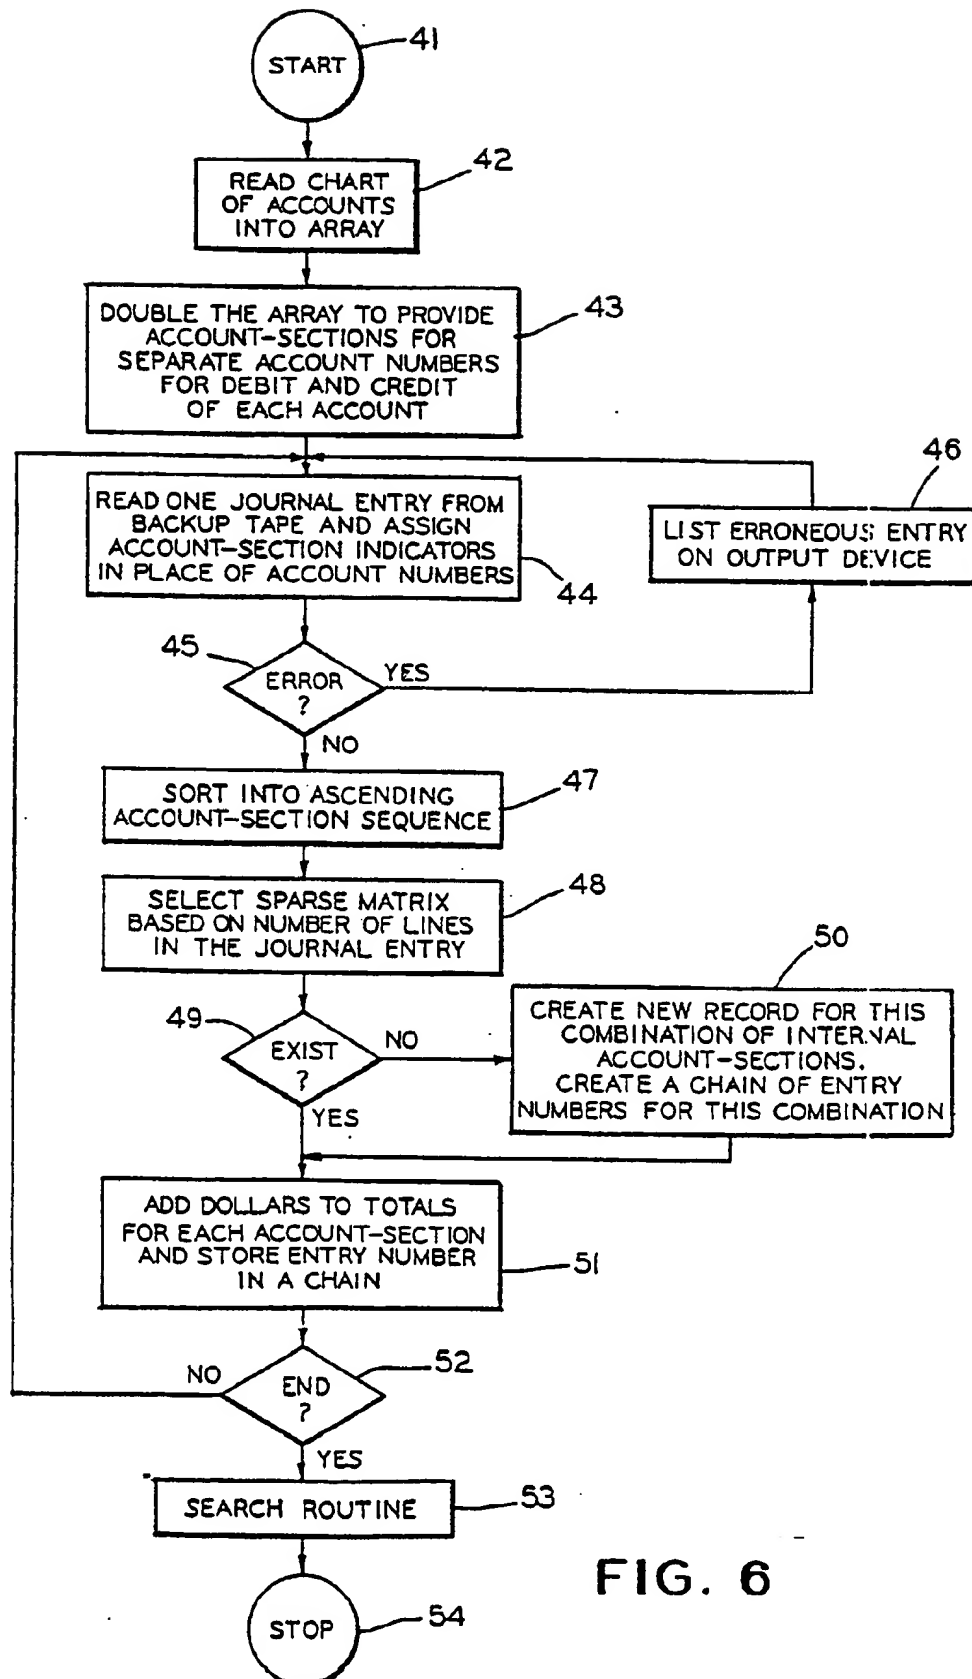 41
START
42
READ CHART
OF ACCOUNTS
INTO ARRAY
43
DOUBLE THE ARRAY TO PROVIDE
ACCOUNT-SECTIONS FOR
SEPARATE ACCOUNT NUMBERS
FOR DEBIT AND CREDIT
OF EACH ACCOUNT
46
READ ONE JOURNAL ENTRY FROM
BACKUP TAPE AND ASSIGN
ACCOUNT-SECTION INDICATORS
IN PLACE OF ACCOUNT NUMBERS
44
LIST ERRONEOUS ENTRY
ON OUTPUT DEVICE
45
ERROR
?
YES
NO
47
SORT INTO ASCENDING
ACCOUNT-SECTION SEQUENCE
48
SELECT SPARSE MATRIX
BASED ON NUMBER OF LINES
IN THE JOURNAL ENTRY
50
49
EXIST
?
NO
YES
CREATE NEW RECORD FOR THIS
COMBINATION OF INTERNAL
ACCOUNT-SECTIONS.
CREATE A CHAIN OF ENTRY
NUMBERS FOR THIS COMBINATION
ADD DOLLARS TO TOTALS
FOR EACH ACCOUNT-SECTION
AND STORE ENTRY NUMBER
IN A CHAIN
51
52
NO
END
?
YES
SEARCH ROUTINE
53
STOP
54
FIG. 6